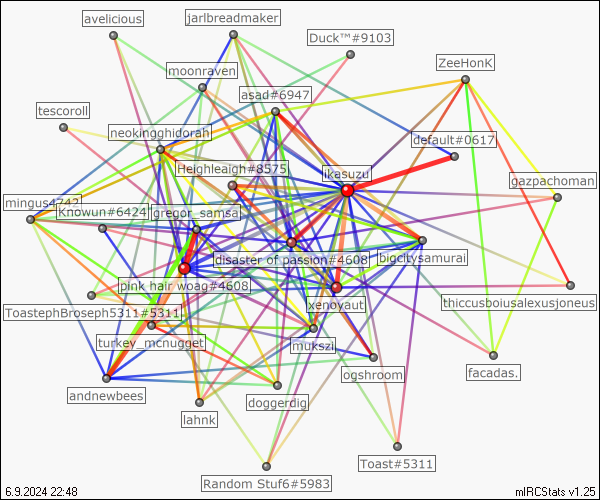 avelicious
jarlbreadmaker
Duck™#9103
ZeeHonK
moonraven
asad#6947
tescoroll
neokingghidorah
default#0617
Heighleaigh#8575
ikasuzu
gazpachoman
mingus4742
Knowun#6424
gregor_samsa
disaster of passion#4608
bigcitysamurai
pink hair woag#4608
xenoyaut
thiccusboiusalexusjoneus
ToastephBroseph5311#5311
turkey_mcnugget
mukszi
ogshroom
facadas.
andnewbees
doggerdig
lahnk
Toast#5311
Random Stuf6#5983
6.9.2024 22:48
mIRCStats v1.25